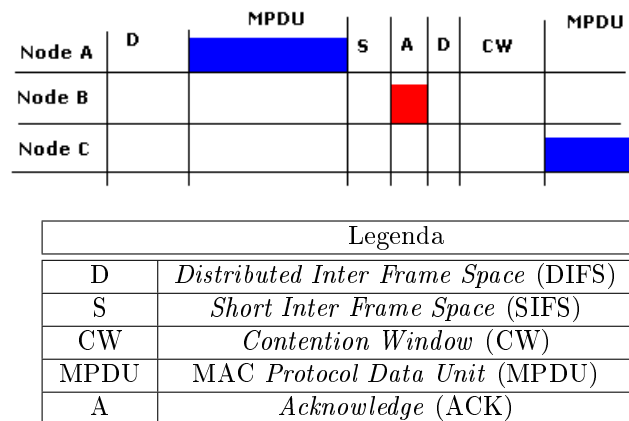 MPDU MPDU
Node A D S A D CW
Node B
Node C
Legenda
D Distributed Inter Frame Space (DIFS)
S Short Inter Frame Space (SIFS)
CW Contention Window (CW)
MPDU MAC Protocol Data Unit (MPDU)
A Acknowledge (ACK)